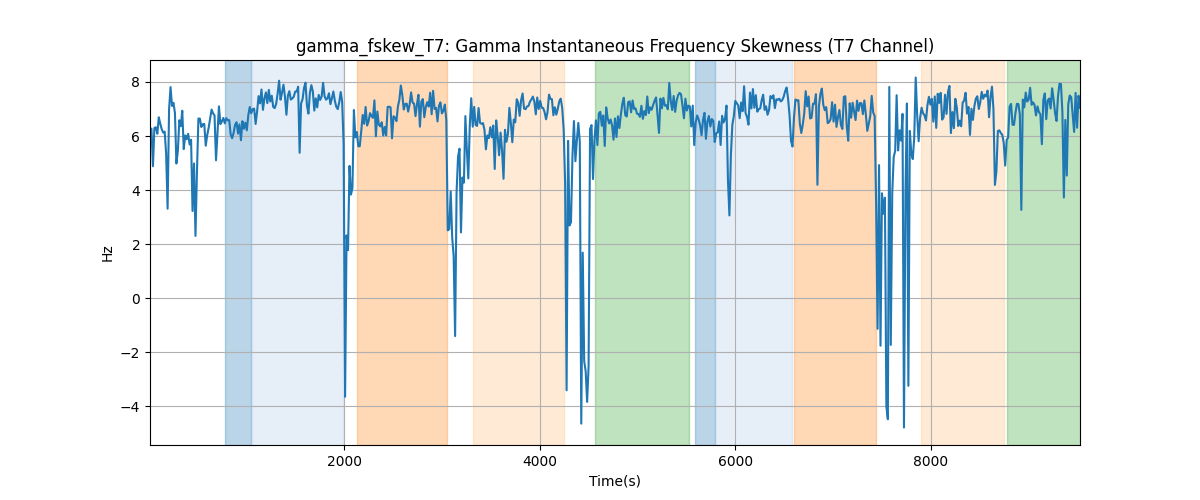 gamma_fskew_T7: Gamma Instantaneous Frequency Skewness (T7 Channel)
8
6
4
2
0
−2
−4
Hz
2000 4000 6000 8000
Time(s)